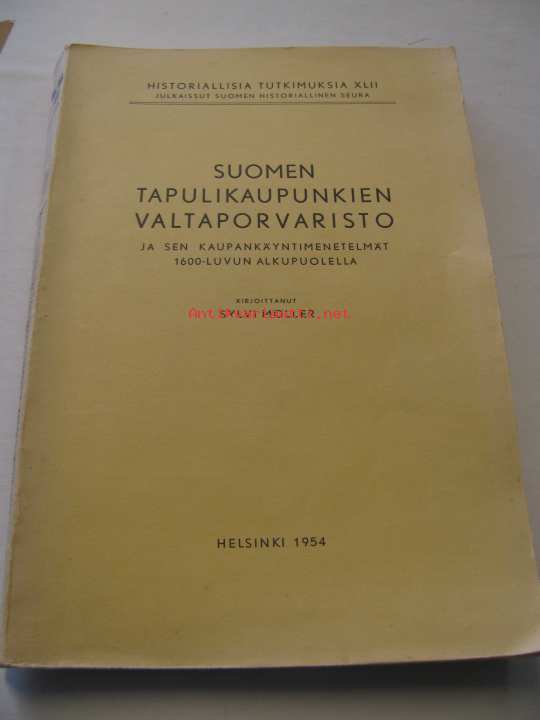 HISTORIALLISIA TUTKIMUKSIA XLII
JULKAISSUT SUOMEN HISTORIALLINEN SEURA
SUOMEN
TAPULIKAUPUNKIEN
VALTAPORVARISTO
JA SEN KAUPANKÄYNTIMENETELMÄT
1600-LUVUN ALKUPUOLELLA
KIRJOITTANUT
MÖLLER
HELSINKI 1954